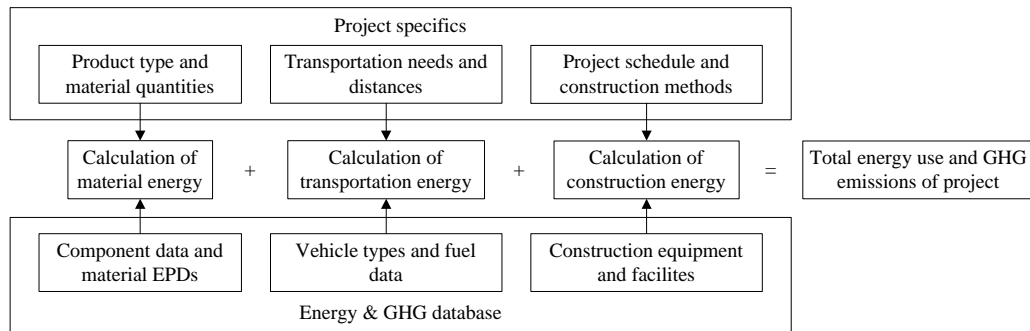 Project specifics
Product type and
material quantities
Transportation needs and
distances
Project schedule and
construction methods
Calculation of
material energy
+
Calculation of
transportation energy
+
Calculation of
construction energy
=
Total energy use and GHG
emissions of project
Component data and
material EPDs
Vehicle types and fuel
data
Construction equipment
and facilites
Energy & GHG database